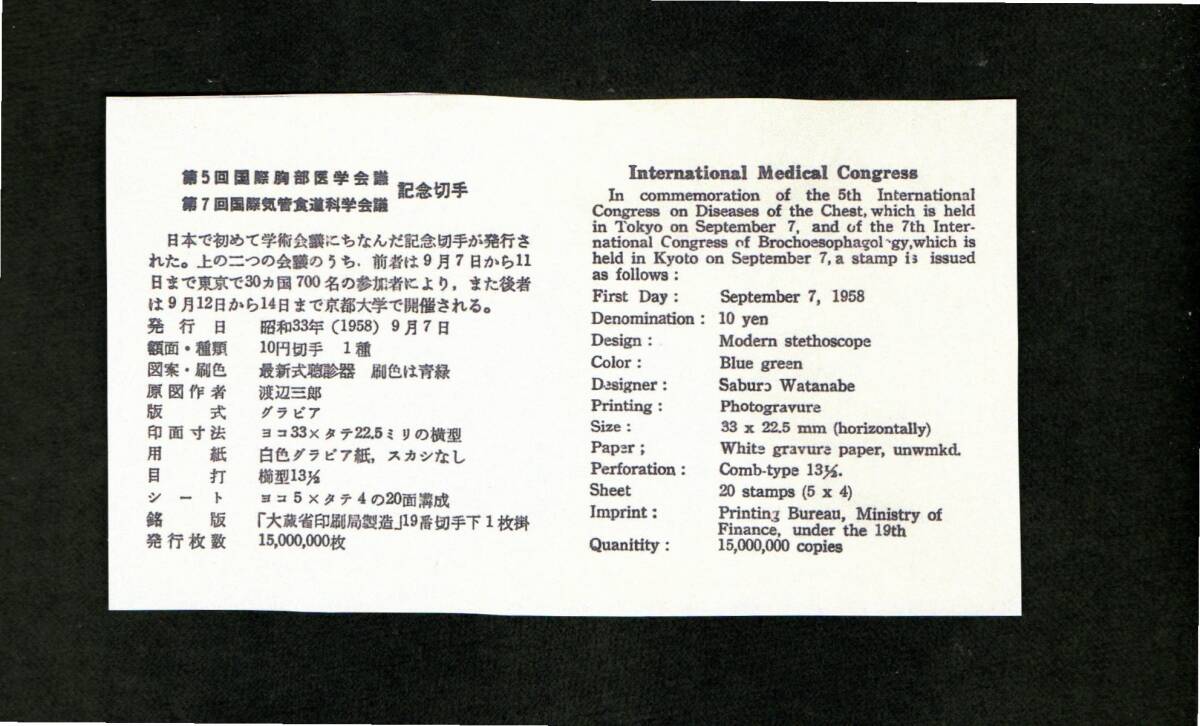 第5回国際胸部医学会議
第7回国際気管食道科学会議
記念切手
日本で初めて学術会議にちなんだ記念切手が発行さ
れた。上の二つの会議のうち、前者は9月7日から11
日まで東京で30カ国700名の参加者により、また後者
は9月12日から14日まで京都大学で開催される。
発行日 昭和33年(1958)9月7日
額面・種類 10円切手 1種
図案・刷色 最新式聴診器 刷色は青緑
原図作者 渡辺三郎
版式 グラビア
印面寸法 ヨコ33×タテ22.5ミリの横型
用紙 白色グラビア紙,スカシなし
目打 櫛型13½
シート ヨコ5×タテ4の20面構成
銘版 「大蔵省印刷局製造」19番切手下1枚掛
発行枚数 15,000,000枚
International Medical Congress
In commemoration of the 5th International
Congress on Diseases of the Chest, which is held
in Tokyo on September 7, and of the 7th Inter-
national Congress of Brochoesophagology,which is
held in Kyoto on September 7, a stamp is issued
as follows :
First Day : September 7, 1958
Denomination : 10 yen
Design : Modern stethoscope
Color : Blue green
Designer : Saburo Watanabe
Printing : Photogravure
Size : 33 x 22.5 mm (horizontally)
Paper ; White gravure paper, unwmkd.
Perforation : Comb-type 13½.
Sheet 20 stamps (5 x 4)
Imprint : Printing Bureau, Ministry of
Finance, under the 19th
Quanitity : 15,000,000 copies